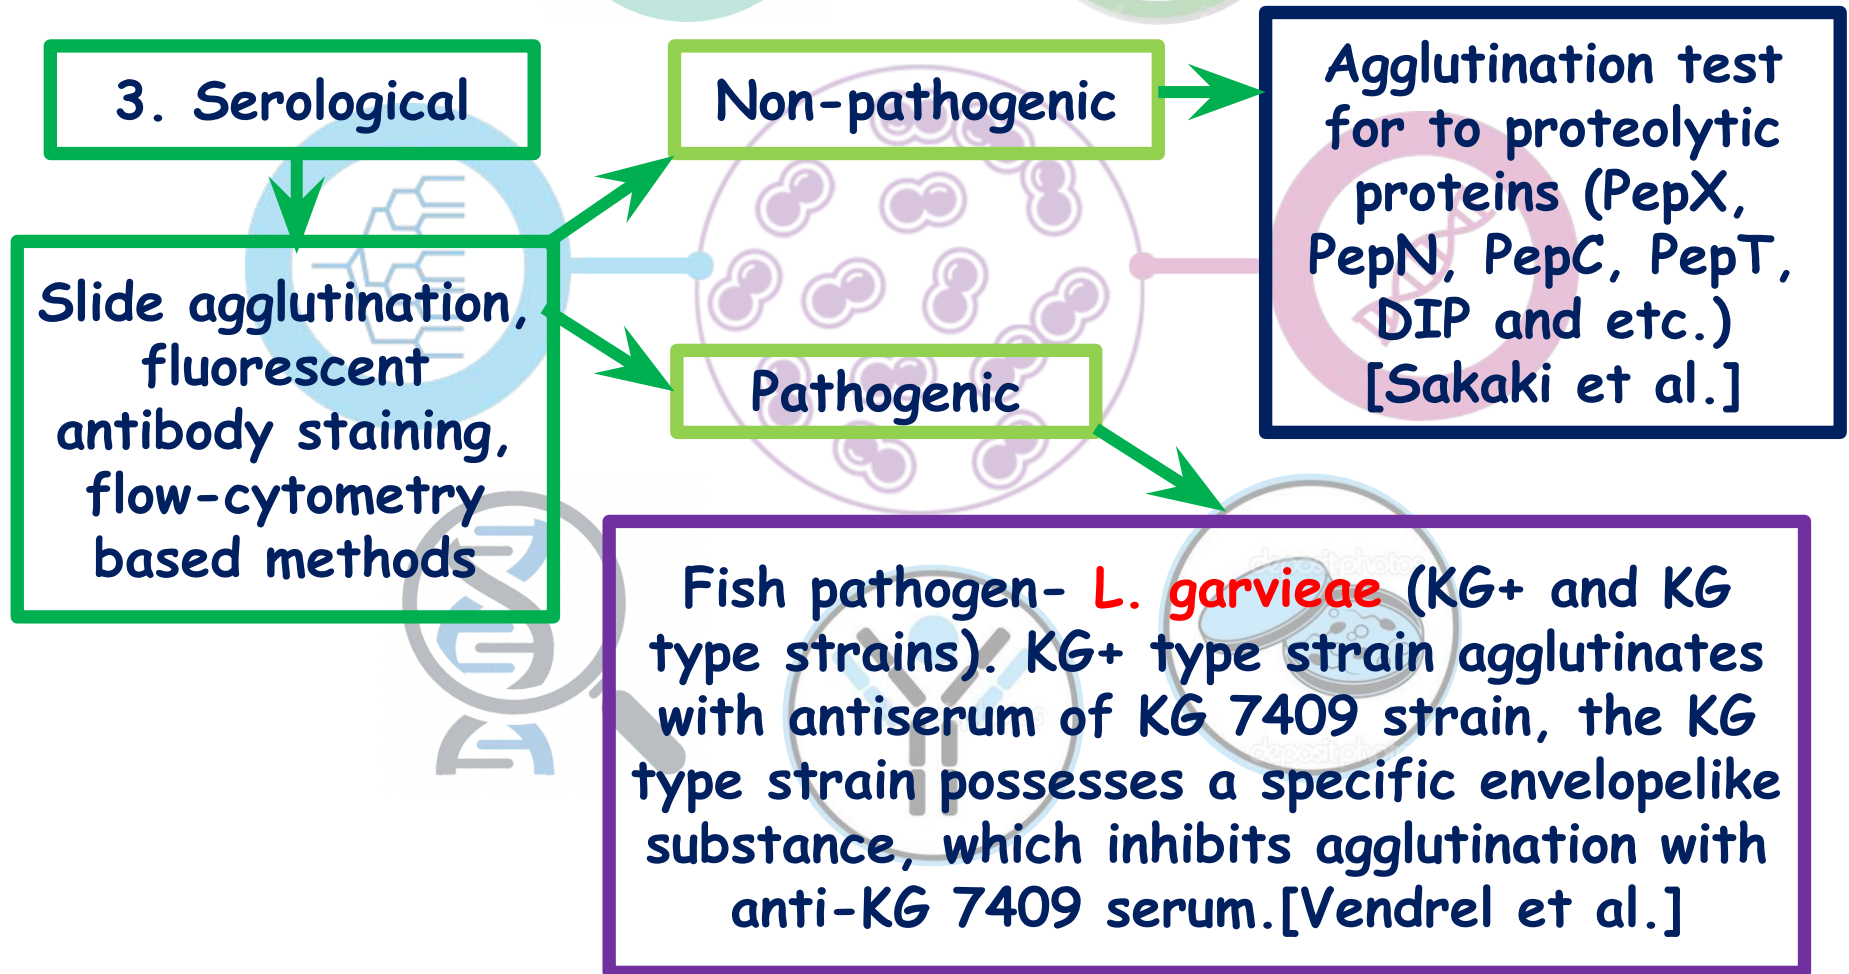 3. Serological
Non-pathogenic
Agglutination test
for to proteolytic
proteins (PepX,
PepN, PepC, PepT,
DIP and etc.)
[Sakaki et al.]
Slide agglutination,
fluorescent
antibody staining,
flow-cytometry
based methods
Pathogenic
Fish pathogen- L. garvieae (KG+ and KG
type strains). KG+ type strain agglutinates
with antiserum of KG 7409 strain, the KG
type strain possesses a specific envelopelike
substance, which inhibits agglutination with
anti-KG 7409 serum.[Vendrel et al.]
depositphotos